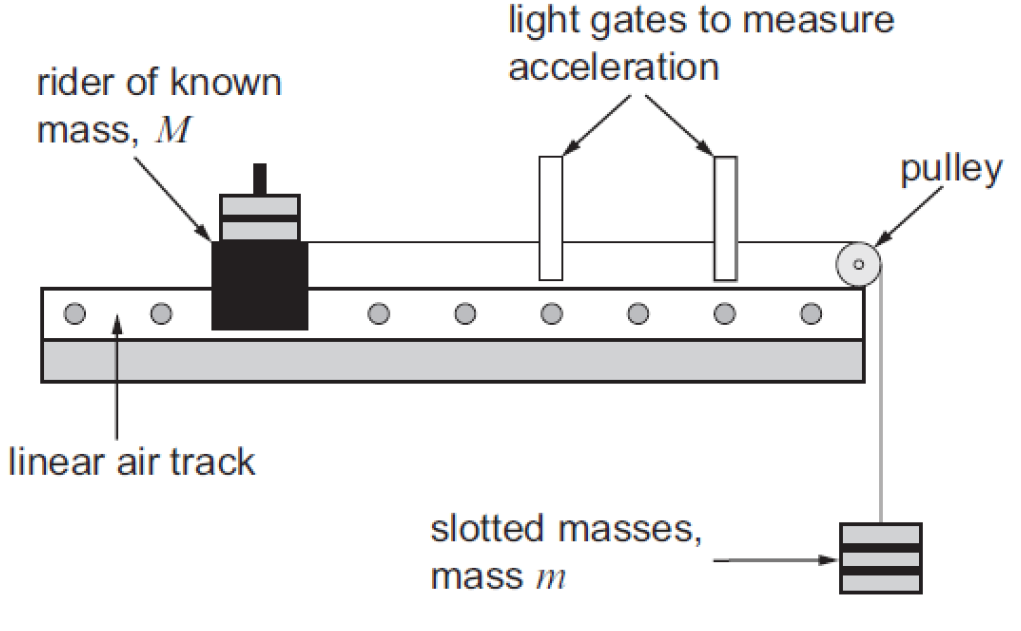 light gates to measure
acceleration
rider of known
mass, M
pulley
linear air track
slotted masses,
mass m